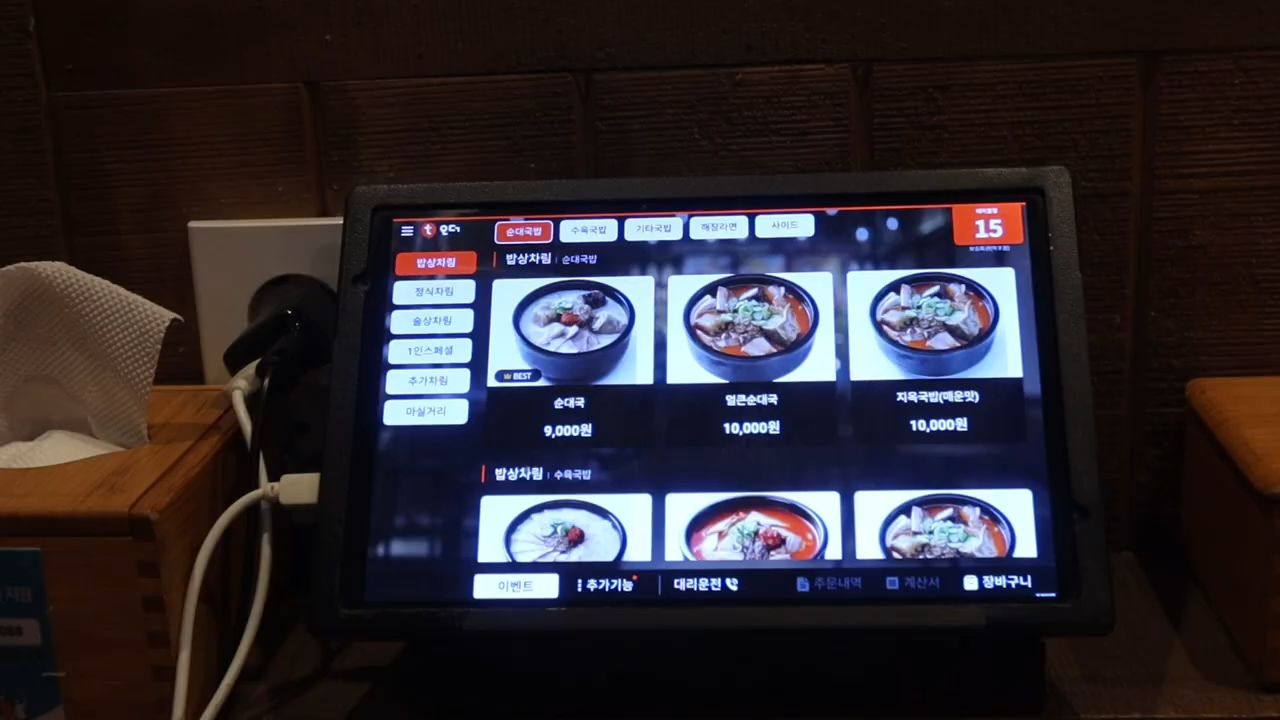 t 오더
순대국밥
수육국밥
기타국밥
해장라면
사이드
테이블명
15
밥상차림
정식차림
술상차림
1인스페셜
추가차림
마실거리
밥상차림 | 순대국밥
BEST
순대국
9,000원
얼큰순대국
10,000원
지옥국밥(매운맛)
10,000원
밥상차림 | 수육국밥
이벤트
추가기능
대리운전
주문내역
계산서
장바구니